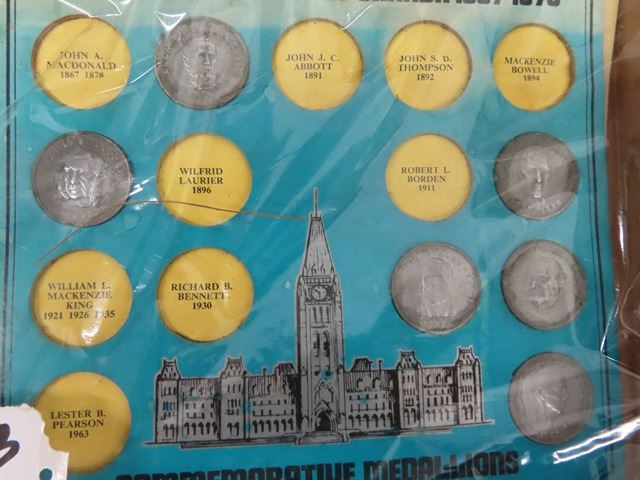 JOHN A.
MACDONALD
1867 1878
JOHN J. C.
ABBOTT
1891
JOHN S. D.
THOMPSON
1892
MACKENZIE
BOWELL
1894
WILFRID
LAURIER
1896
ROBERT L.
BORDEN
1911
WILLIAM L.
MACKENZIE
KING
1921 1926 1935
RICHARD B.
BENNETT
1930
LESTER B.
PEARSON
1963
COMMEMORATIVE MEDALLIONS